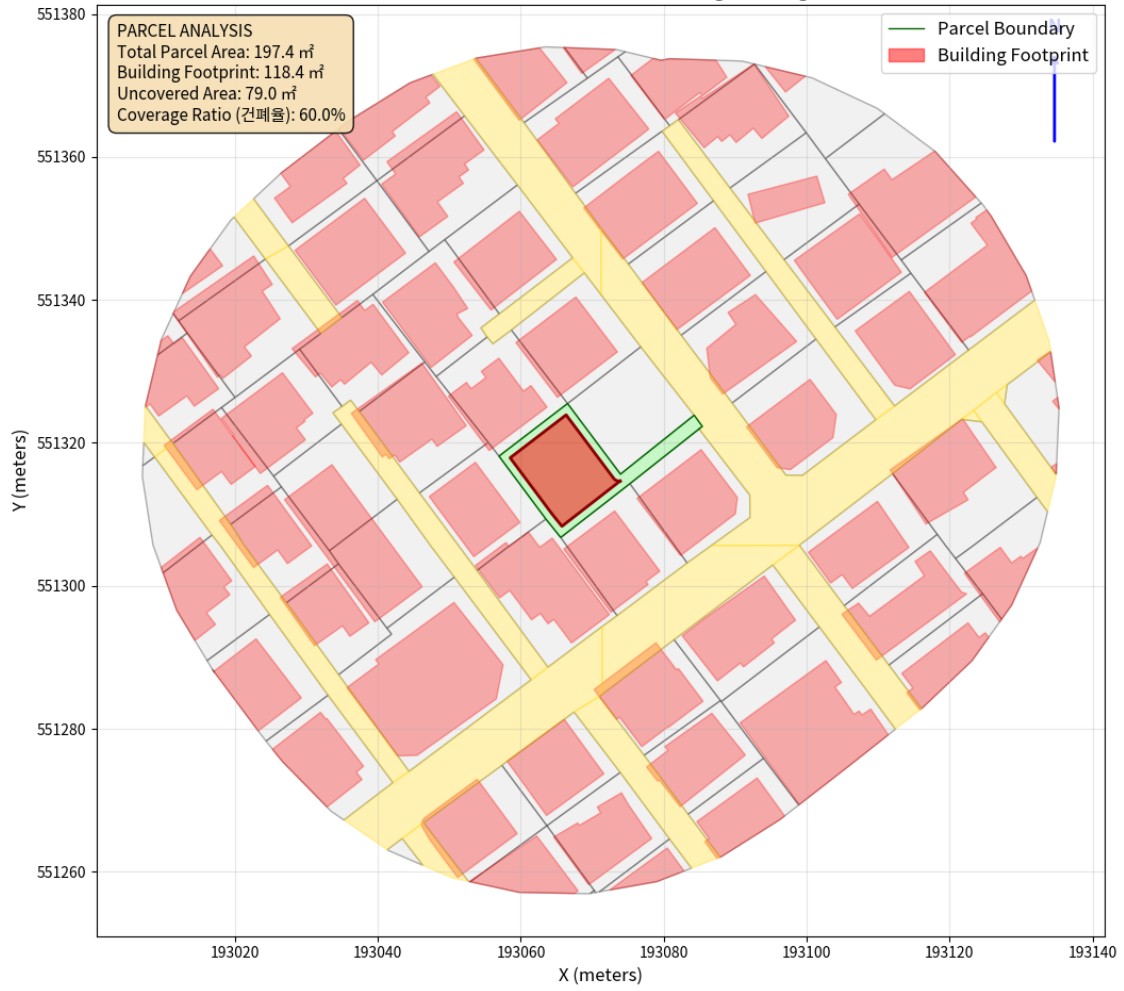 PARCEL ANALYSIS
Total Parcel Area: 197.4 ㎡
Building Footprint: 118.4 ㎡
Uncovered Area: 79.0 ㎡
Coverage Ratio (건폐율): 60.0%
Parcel Boundary
Building Footprint
N
Y (meters)
551380
551360
551340
551320
551300
551280
551260
193020 193040 193060 193080 193100 193120 193140
X (meters)